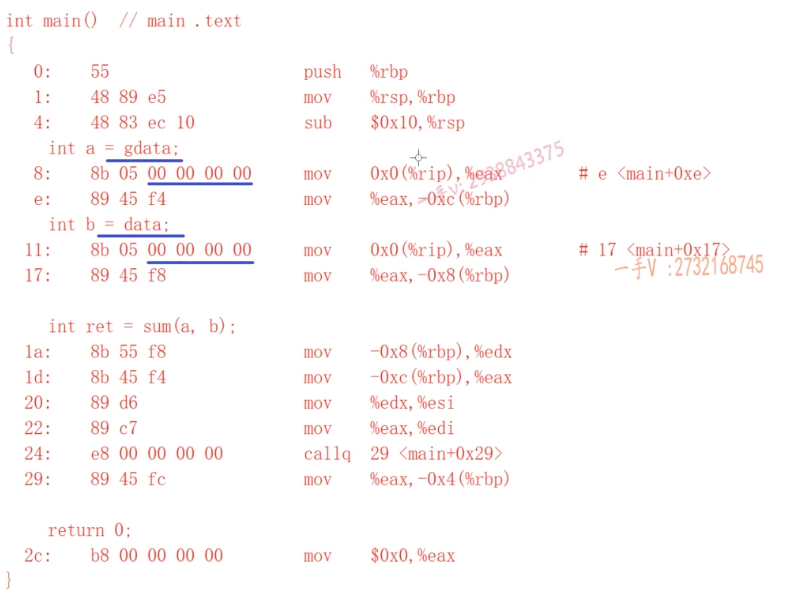 int main()  // main .text
{
0:    55    push    %rbp
1:    48 89 e5    mov    %rsp,%rbp
4:    48 83 ec 10    sub    $0x10,%rsp
int a = gdata;
8:    8b 05 00 00 00 00    mov    0x0(%rip),%eax    # e <main+0xe>
手v: 2928843375
e:    89 45 f4    mov    %eax,-0xc(%rbp)
int b = data;
11:    8b 05 00 00 00 00    mov    0x0(%rip),%eax    # 17 <main+0x17>
一手V :2732168745
17:    89 45 f8    mov    %eax,-0x8(%rbp)
int ret = sum(a, b);
1a:    8b 55 f8    mov    -0x8(%rbp),%edx
1d:    8b 45 f4    mov    -0xc(%rbp),%eax
20:    89 d6    mov    %edx,%esi
22:    89 c7    mov    %eax,%edi
24:    e8 00 00 00 00    callq    29 <main+0x29>
29:    89 45 fc    mov    %eax,-0x4(%rbp)
return 0;
2c:    b8 00 00 00 00    mov    $0x0,%eax
}